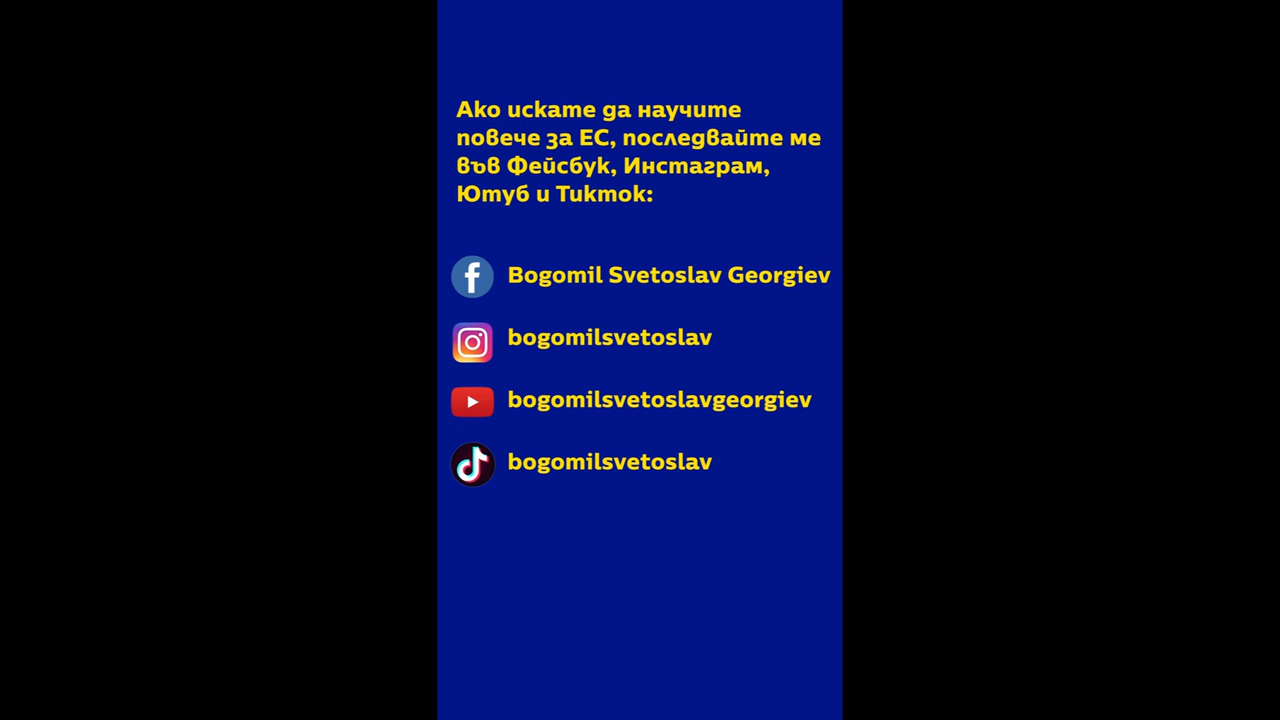 Ако искате да научите
повече за ЕС, последвайте ме
във Фейсбук, Инстаграм,
Ютуб и Тикток:
Bogomil Svetoslav Georgiev
bogomilsvetoslav
bogomilsvetoslavgeorgiev
bogomilsvetoslav